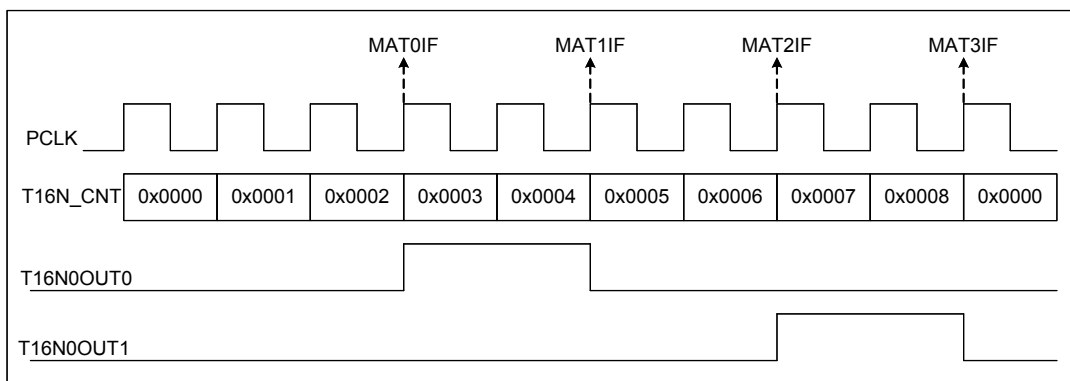 MAT0IF MAT1IF MAT2IF MAT3IF
PCLK
T16N_CNT 0x0000 0x0001 0x0002 0x0003 0x0004 0x0005 0x0006 0x0007 0x0008 0x0000
T16N0OUT0
T16N0OUT1